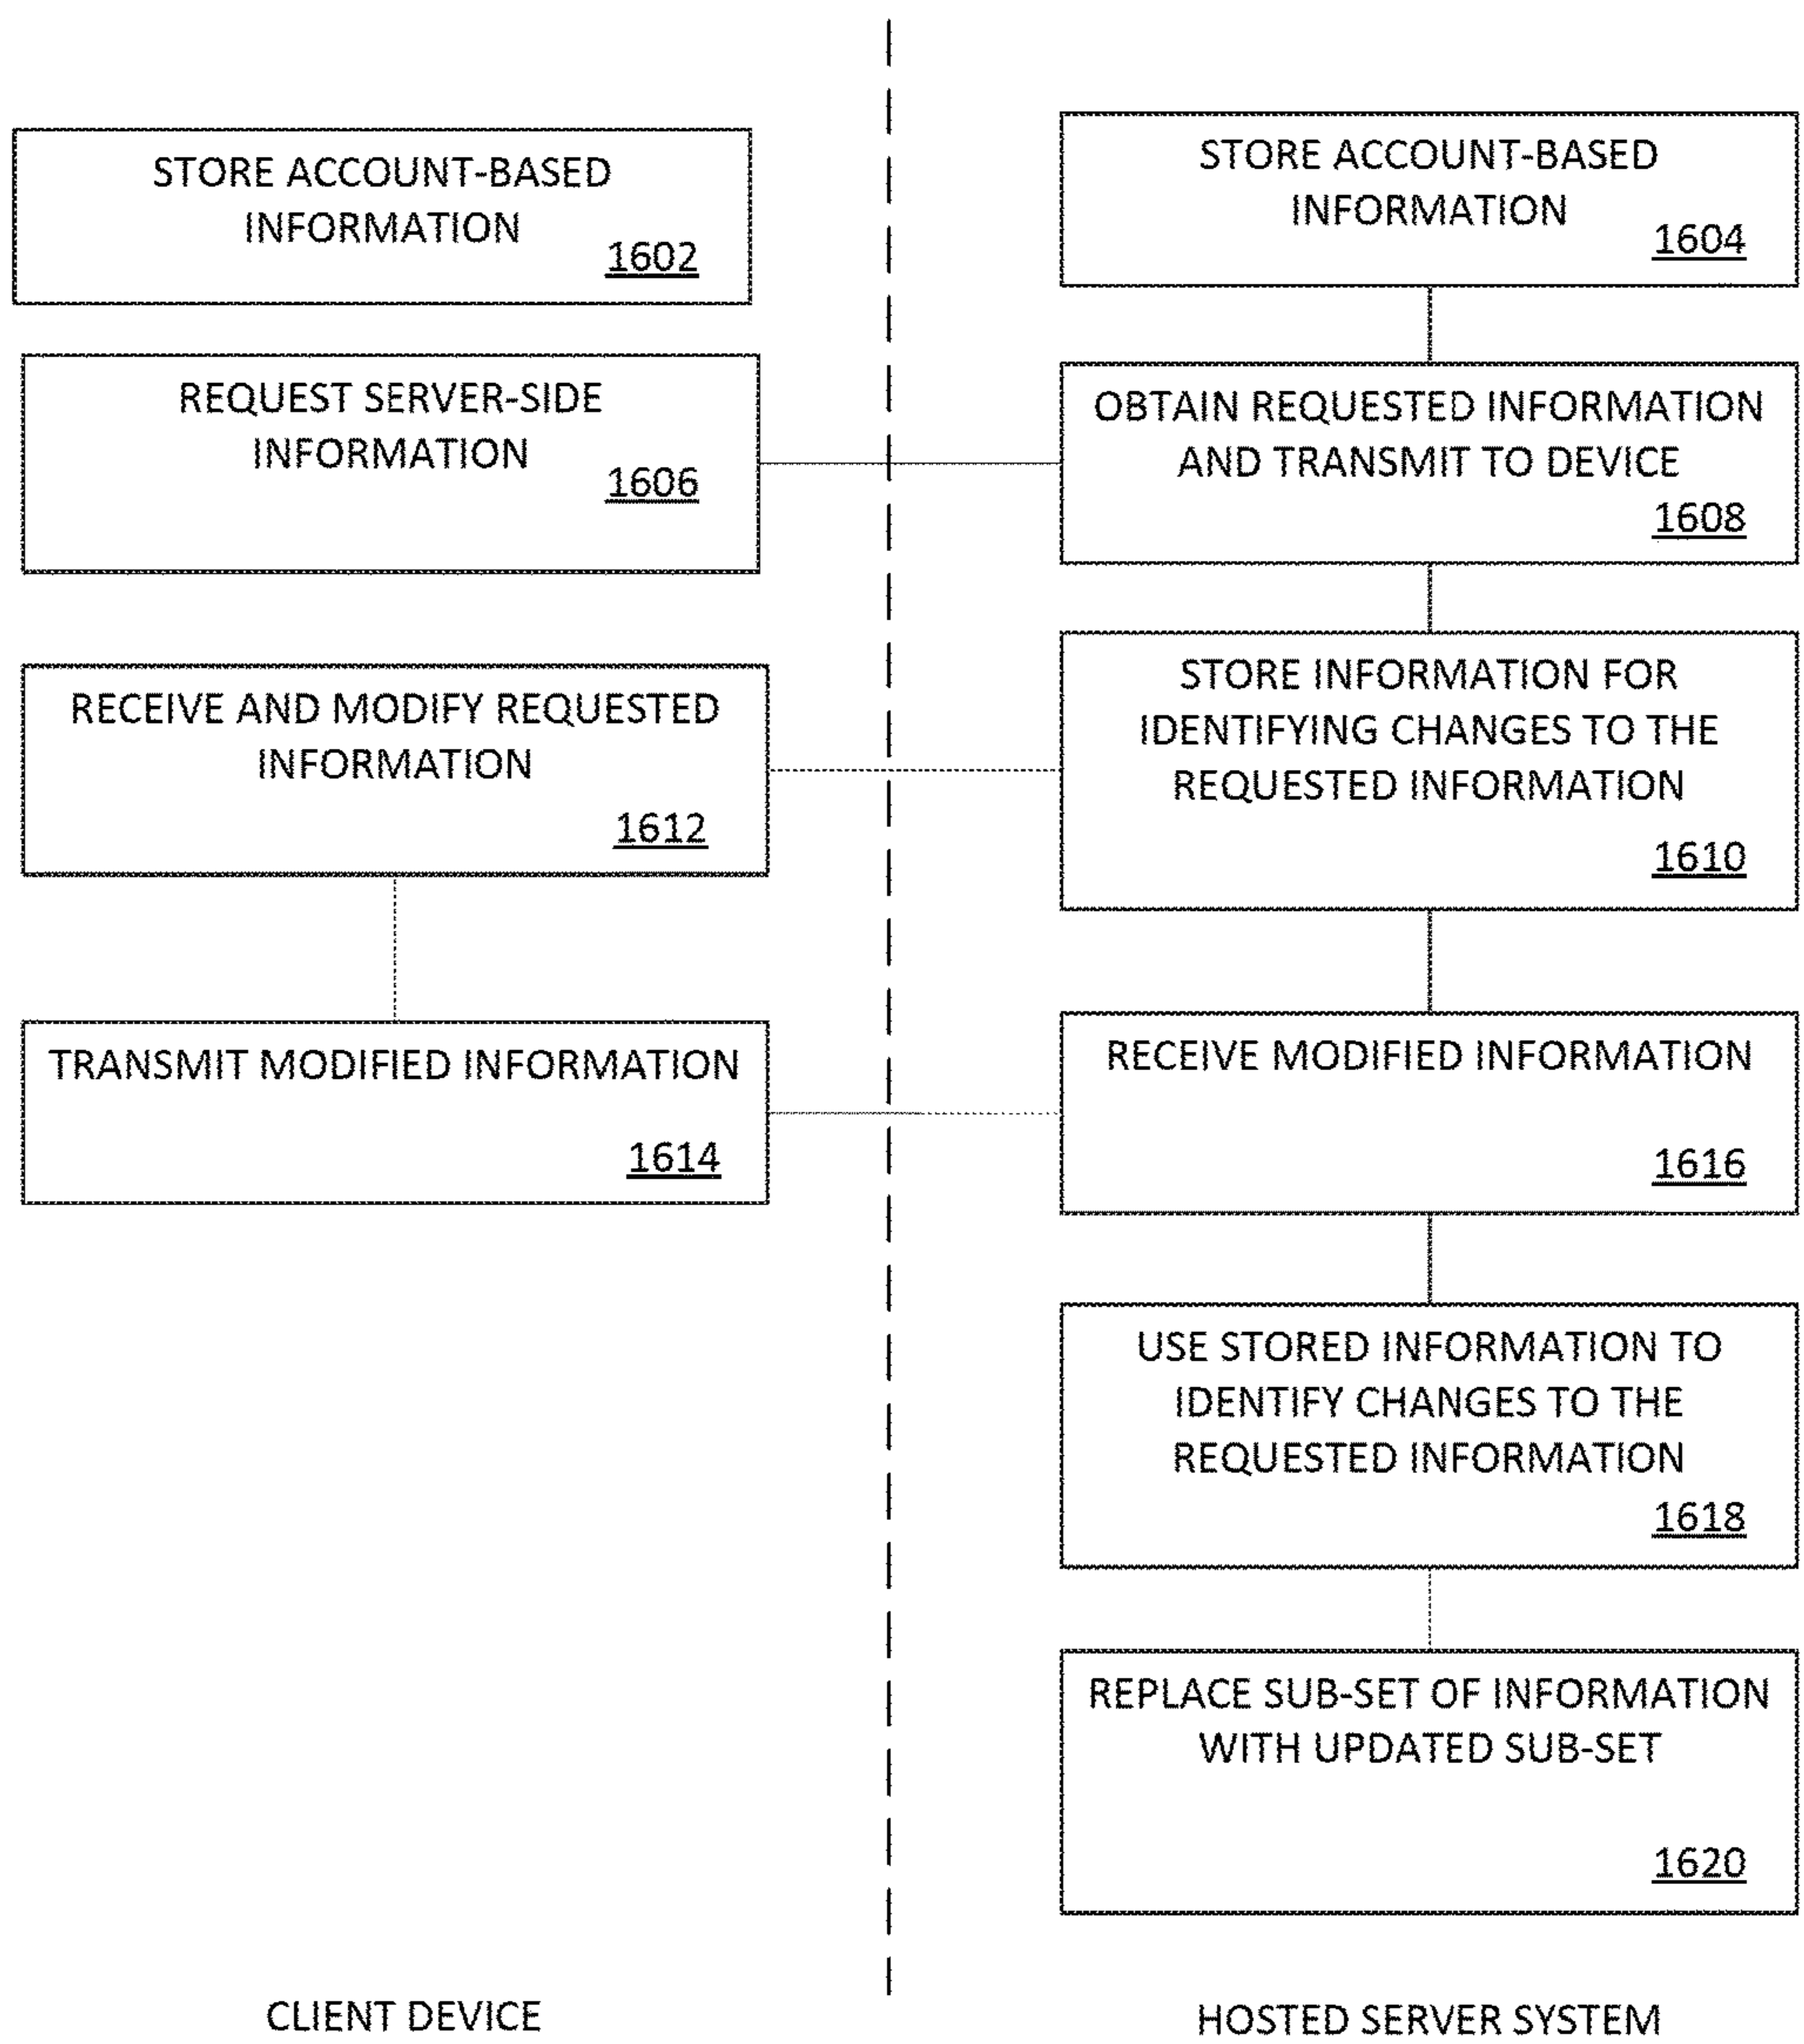 STORE ACCOUNT-BASED
INFORMATION
1602
STORE ACCOUNT-BASED
INFORMATION
1604
REQUEST SERVER-SIDE
INFORMATION
1606
OBTAIN REQUESTED INFORMATION
AND TRANSMIT TO DEVICE
1608
RECEIVE AND MODIFY REQUESTED
INFORMATION
1612
STORE INFORMATION FOR
IDENTIFYING CHANGES TO THE
REQUESTED INFORMATION
1610
TRANSMIT MODIFIED INFORMATION
1614
RECEIVE MODIFIED INFORMATION
1616
USE STORED INFORMATION TO
IDENTIFY CHANGES TO THE
REQUESTED INFORMATION
1618
REPLACE SUB-SET OF INFORMATION
WITH UPDATED SUB-SET
1620
CLIENT DEVICE
HOSTED SERVER SYSTEM